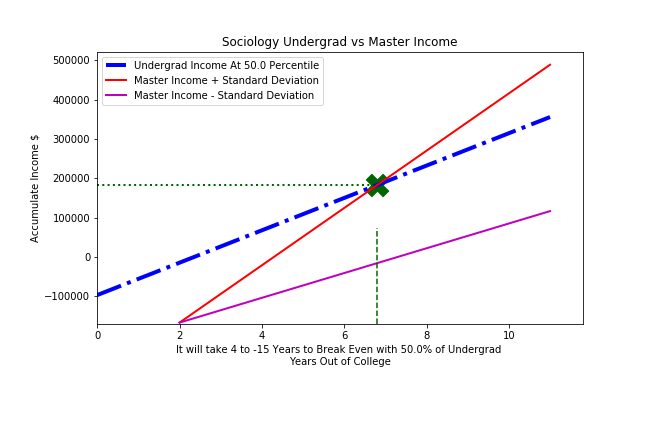 Sociology Undergrad vs Master Income
500000
400000
300000
200000
100000
0
−100000
Accumulate Income $
Undergrad Income At 50.0 Percentile
Master Income + Standard Deviation
Master Income - Standard Deviation
0 2 4 6 8 10
It will take 4 to -15 Years to Break Even with 50.0% of Undergrad
Years Out of College